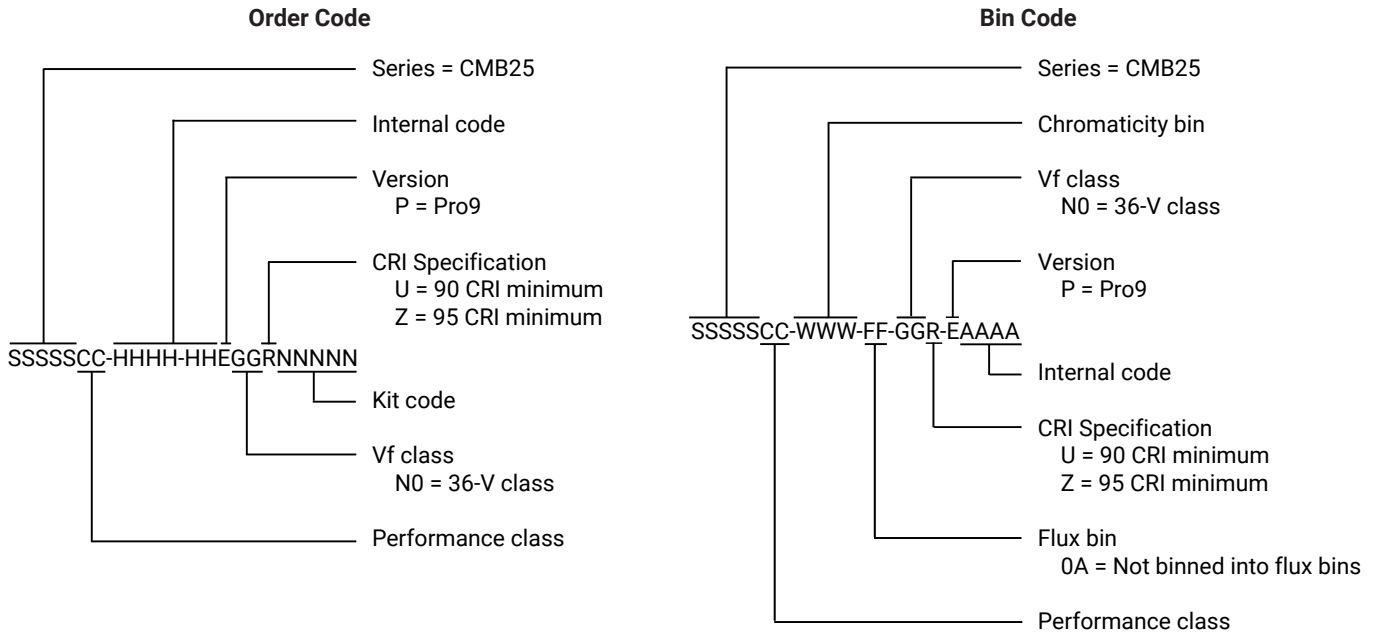 Order Code
Series = CMB25
Internal code
Version
P = Pro9
CRI Specification
U = 90 CRI minimum
Z = 95 CRI minimum
SSSSSCC-HHHH-HHEGGRNNNNN
Kit code
Vf class
N0 = 36-V class
Performance class
Bin Code
Series = CMB25
Chromaticity bin
Vf class
N0 = 36-V class
Version
P = Pro9
SSSSSCC-WWW-FF-GGR-EAAAA
Internal code
CRI Specification
U = 90 CRI minimum
Z = 95 CRI minimum
Flux bin
0A = Not binned into flux bins
Performance class